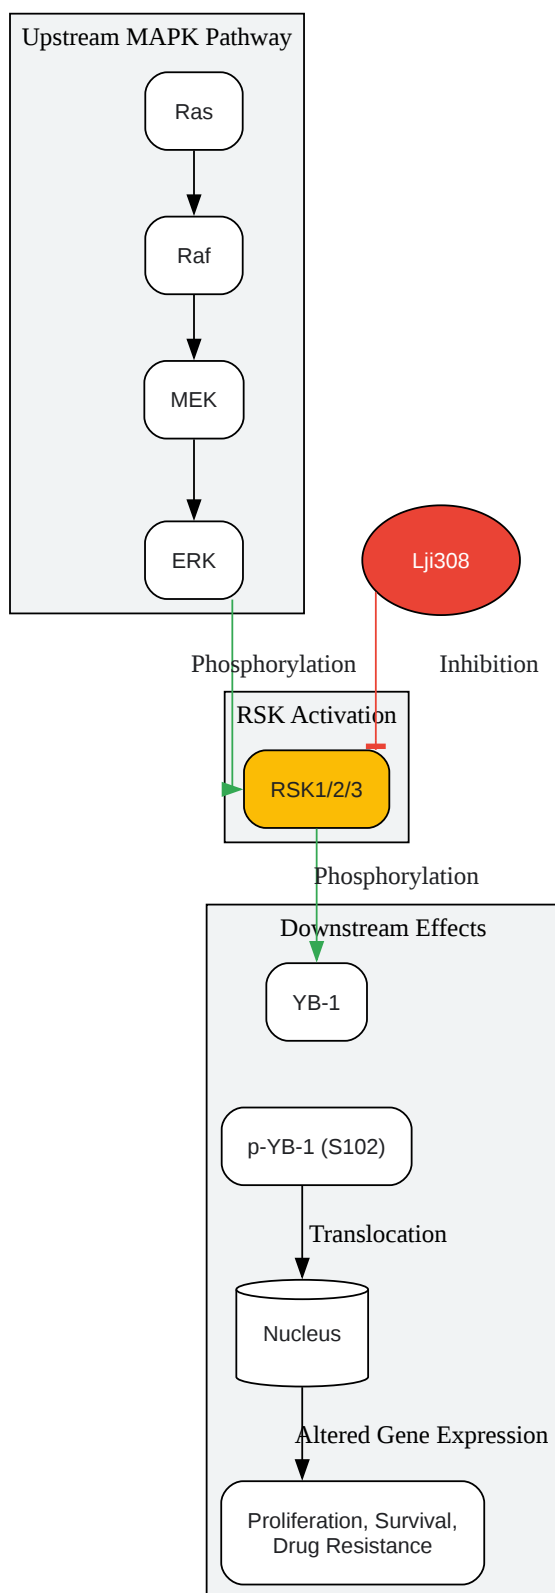 Upstream MAPK Pathway
Ras
Raf
MEK
ERK
Lji308
Phosphorylation
Inhibition
RSK Activation
RSK1/2/3
Phosphorylation
Downstream Effects
YB-1
p-YB-1 (S102)
Translocation
Nucleus
Altered Gene Expression
Proliferation, Survival,
Drug Resistance